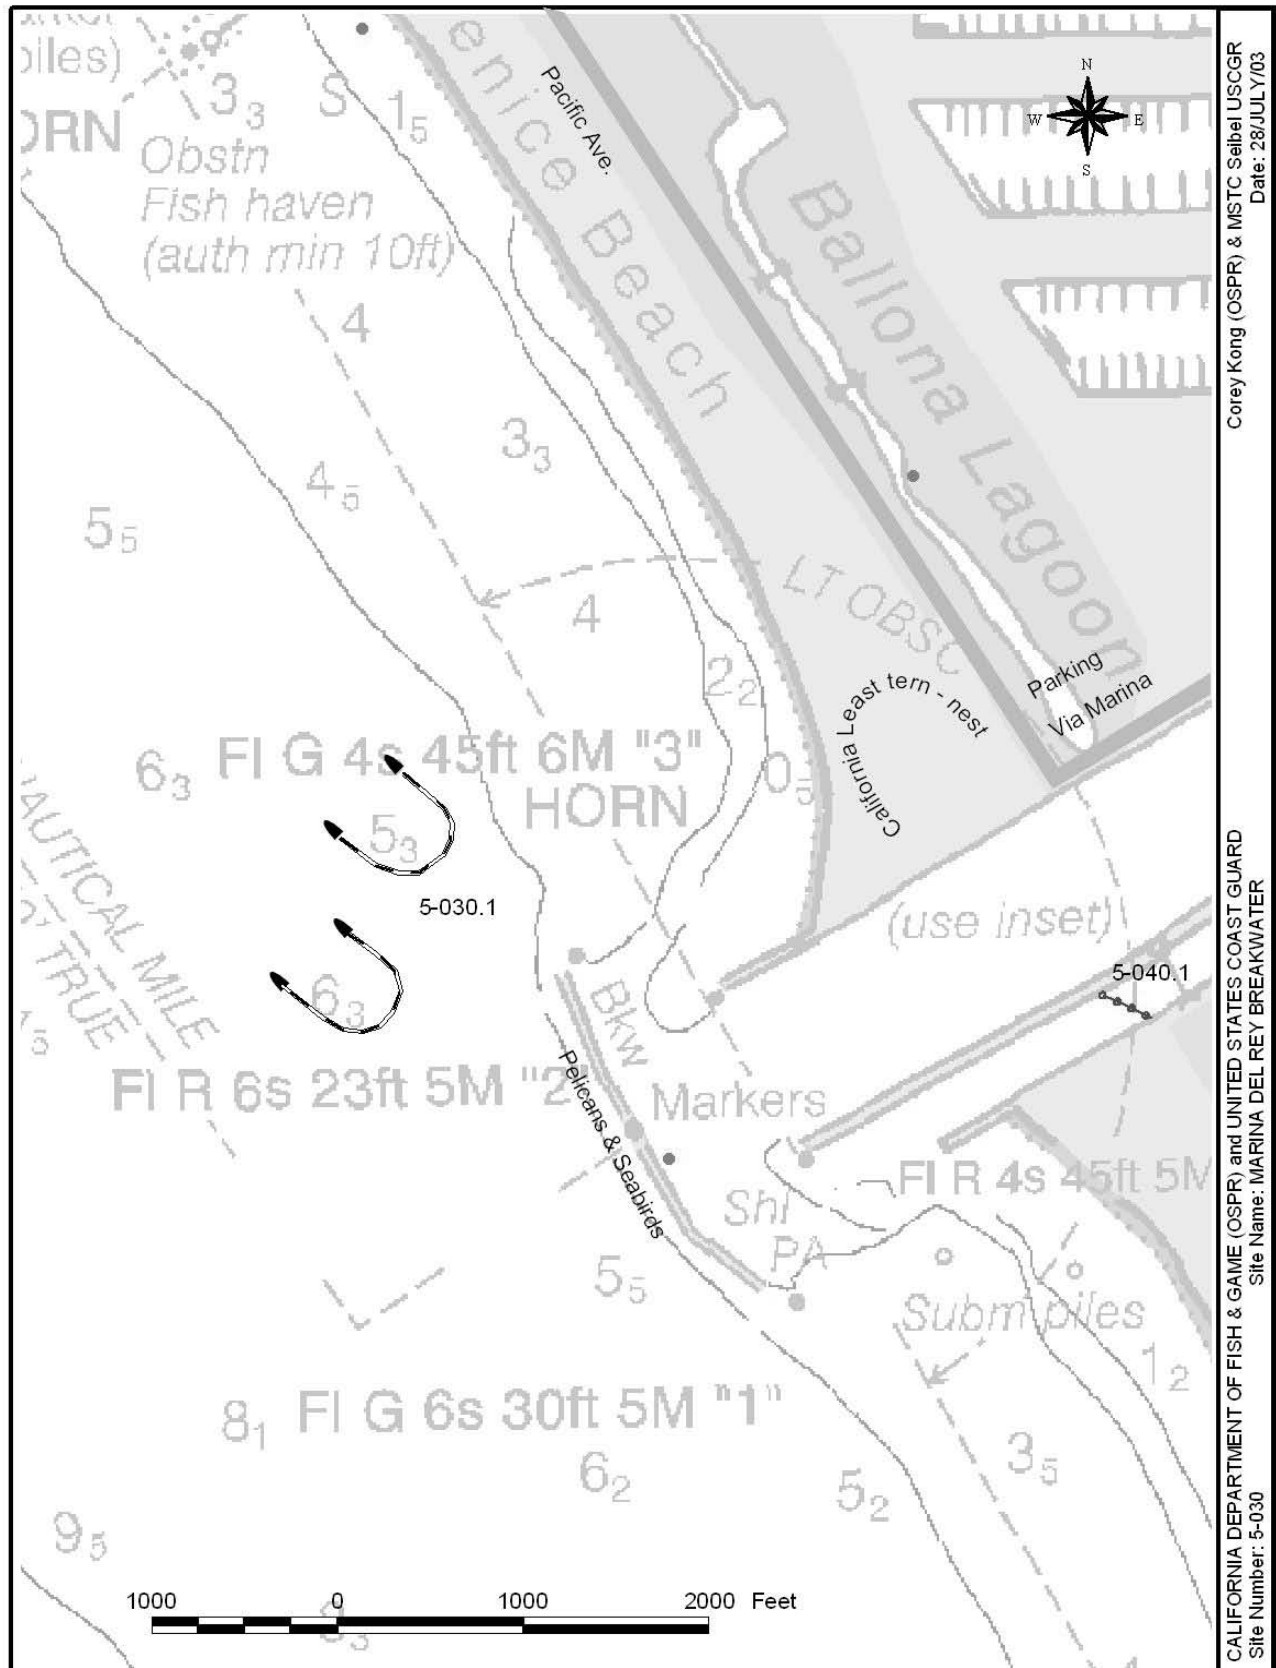 piles)
ORN
3₃
S
1₅
Obstn
Fish haven
(auth min 10ft)
enice Beach
Pacific Ave.
Ballona Lagoon
N
W
E
S
4
3₃
4₅
5₅
4
LT OBSC
2₂
California Least tern - nest
Parking
Via Marina
6₃
Fl G 4s 45ft 6M "3"
HORN
0₅
5₃
5-030.1
AUTICAL MILE
TRUE
(use inset)
5-040.1
6₃
Bkw
Fl R 6s 23ft 5M "2"
Markers
Pelicans & Seabirds
Fl R 4s 45ft 5M
Shl
PA
5₅
Subm piles
1₂
8₁
Fl G 6s 30ft 5M "1"
6₂
5₂
3₅
9₅
1000 0 1000 2000 Feet
3₃
4
Corey Kong (OSPR) & MSTC Seibel USCGR
Date: 28/JULY/03
CALIFORNIA DEPARTMENT OF FISH & GAME (OSPR) and UNITED STATES COAST GUARD
Site Number: 5-030
Site Name: MARINA DEL REY BREAKWATER